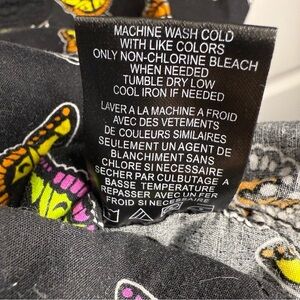 MACHINE WASH COLD
WITH LIKE COLORS
ONLY NON-CHLORINE BLEACH
WHEN NEEDED
TUMBLE DRY LOW
COOL IRON IF NEEDED
LAVER A LA MACHINE A FROID
AVEC DES VETEMENTS
DE COULEURS SIMILAIRES
SEULEMENT UN AGENT DE
BLANCHIMENT SANS
CHLORE SI NECESSAIRE
SECHER PAR CULBUTAGE A
BASSE TEMPERATURE
REPASSER AVEC UN FER
FROID SI NECESSAIRE